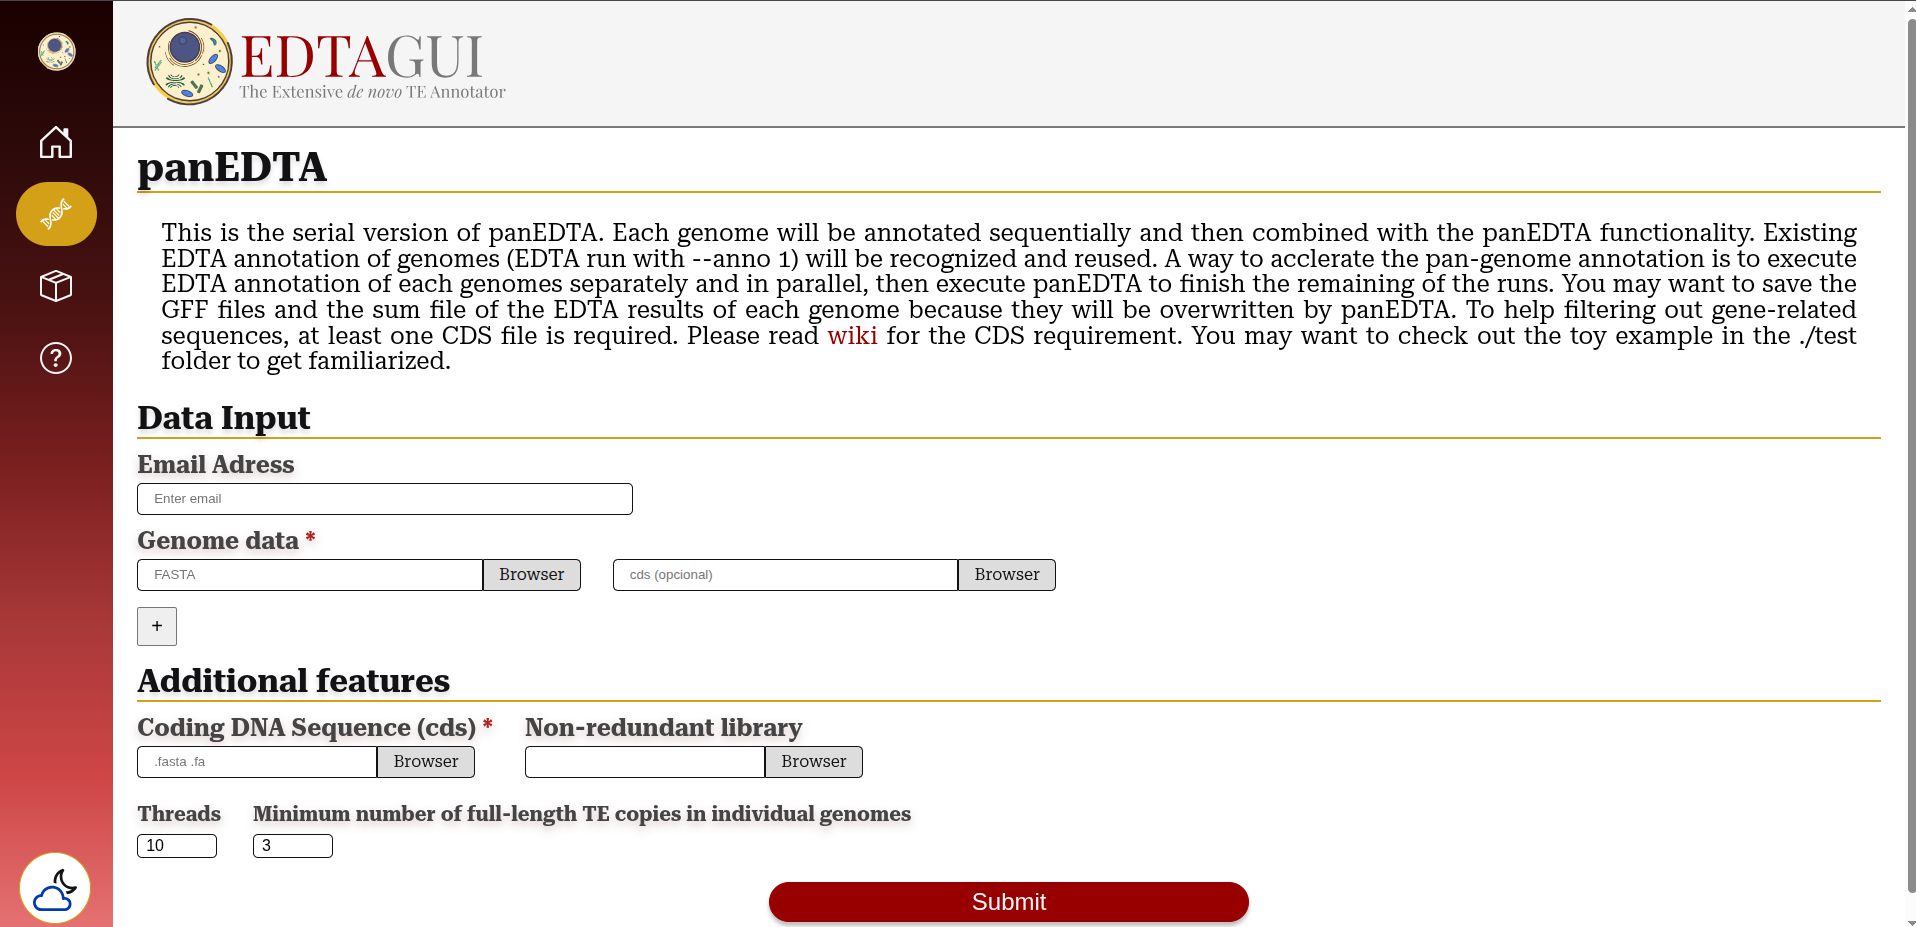 EDTAGUI
The Extensive de novo TE Annotator
panEDTA
This is the serial version of panEDTA. Each genome will be annotated sequentially and then combined with the panEDTA functionality. Existing
EDTA annotation of genomes (EDTA run with --anno 1) will be recognized and reused. A way to acclerate the pan-genome annotation is to execute
EDTA annotation of each genomes separately and in parallel, then execute panEDTA to finish the remaining of the runs. You may want to save the
GFF files and the sum file of the EDTA results of each genome because they will be overwritten by panEDTA. To help filtering out gene-related
sequences, at least one CDS file is required. Please read wiki for the CDS requirement. You may want to check out the toy example in the ./test
folder to get familiarized.
Data Input
Email Adress
Enter email
Genome data *
FASTA Browser cds (opcional) Browser
+
Additional features
Coding DNA Sequence (cds) * Non-redundant library
.fasta .fa Browser Browser
Threads Minimum number of full-length TE copies in individual genomes
10 3
Submit